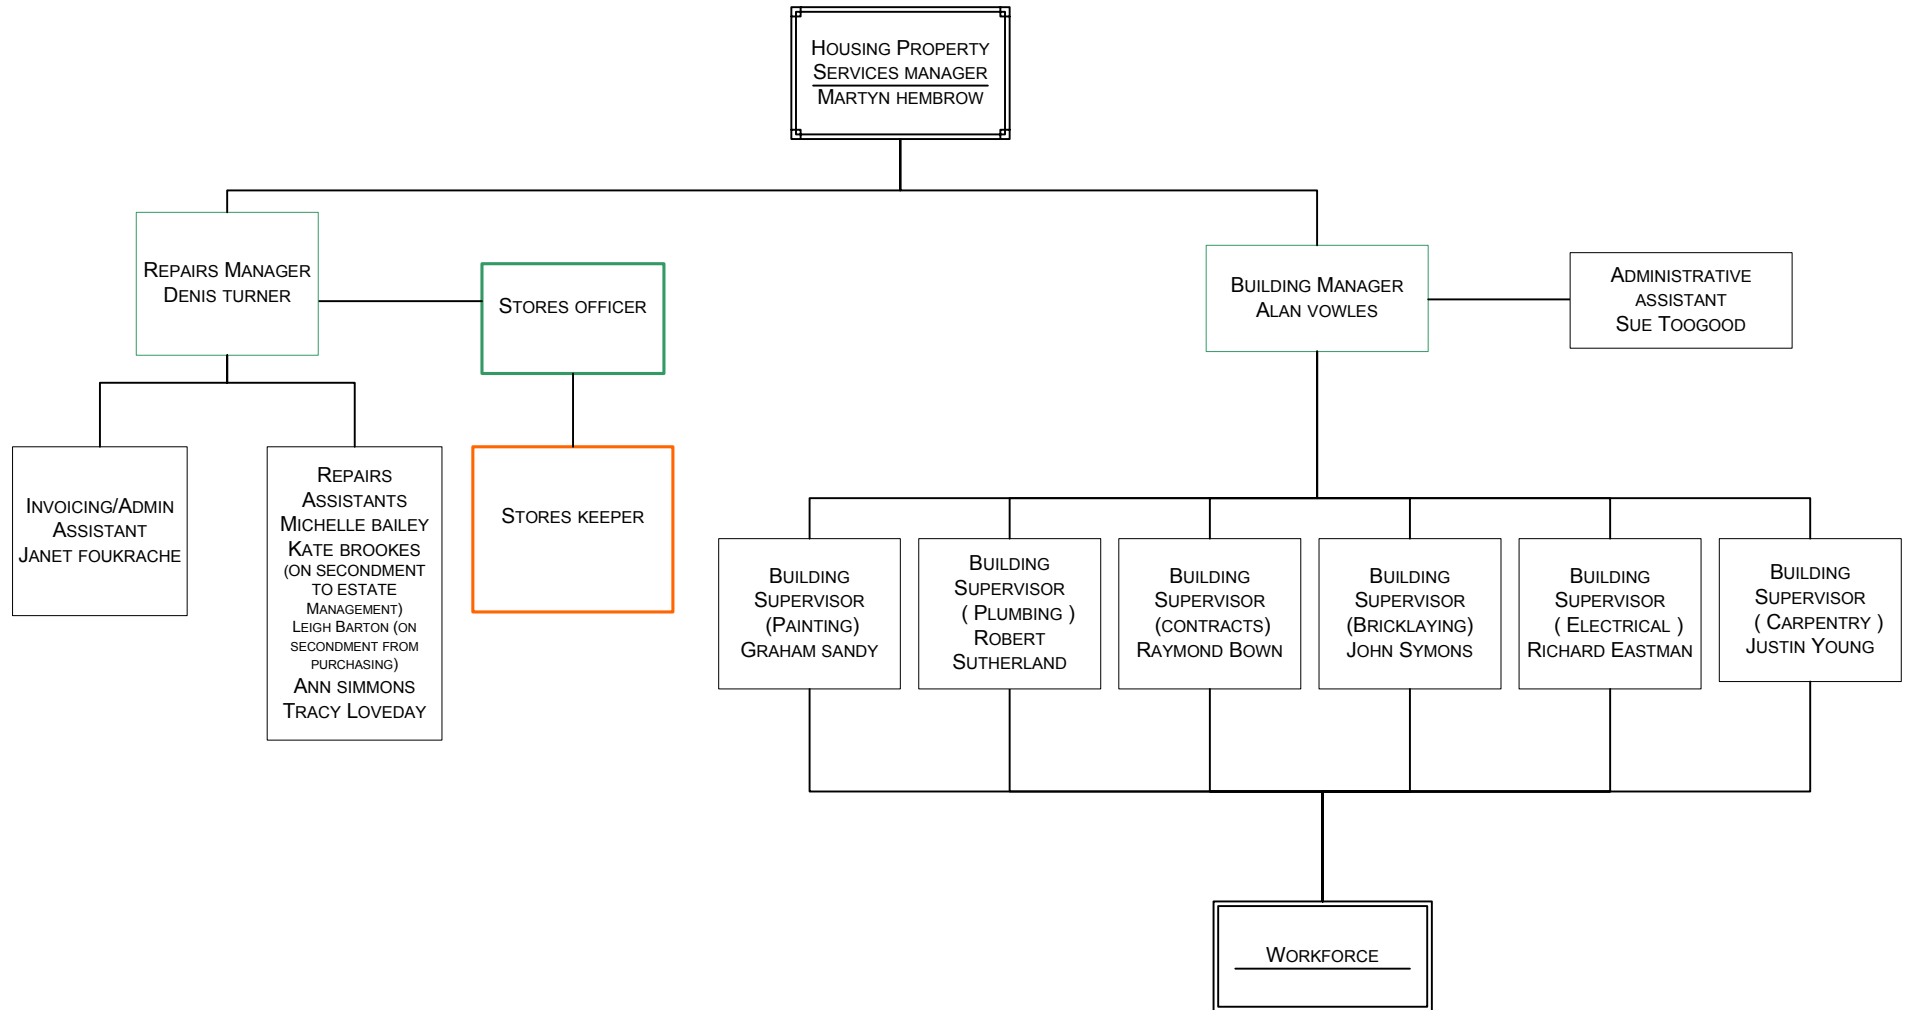 Housing Property
Services manager
Martyn hembrow
Repairs Manager
Denis turner
Stores officer
Building Manager
Alan vowles
Administrative
assistant
Sue Toogood
Invoicing/Admin
Assistant
Janet foukrache
Repairs
Assistants
Michelle bailey
Kate brookes
(on secondment
to estate
Management)
Leigh Barton (on
secondment from
purchasing)
Ann simmons
Tracy Loveday
Stores keeper
Building
Supervisor
(Painting)
Graham sandy
Building
Supervisor
( Plumbing )
Robert
Sutherland
Building
Supervisor
(contracts)
Raymond Bown
Building
Supervisor
(Bricklaying)
John Symons
Building
Supervisor
( Electrical )
Richard Eastman
Building
Supervisor
( Carpentry )
Justin Young
Workforce